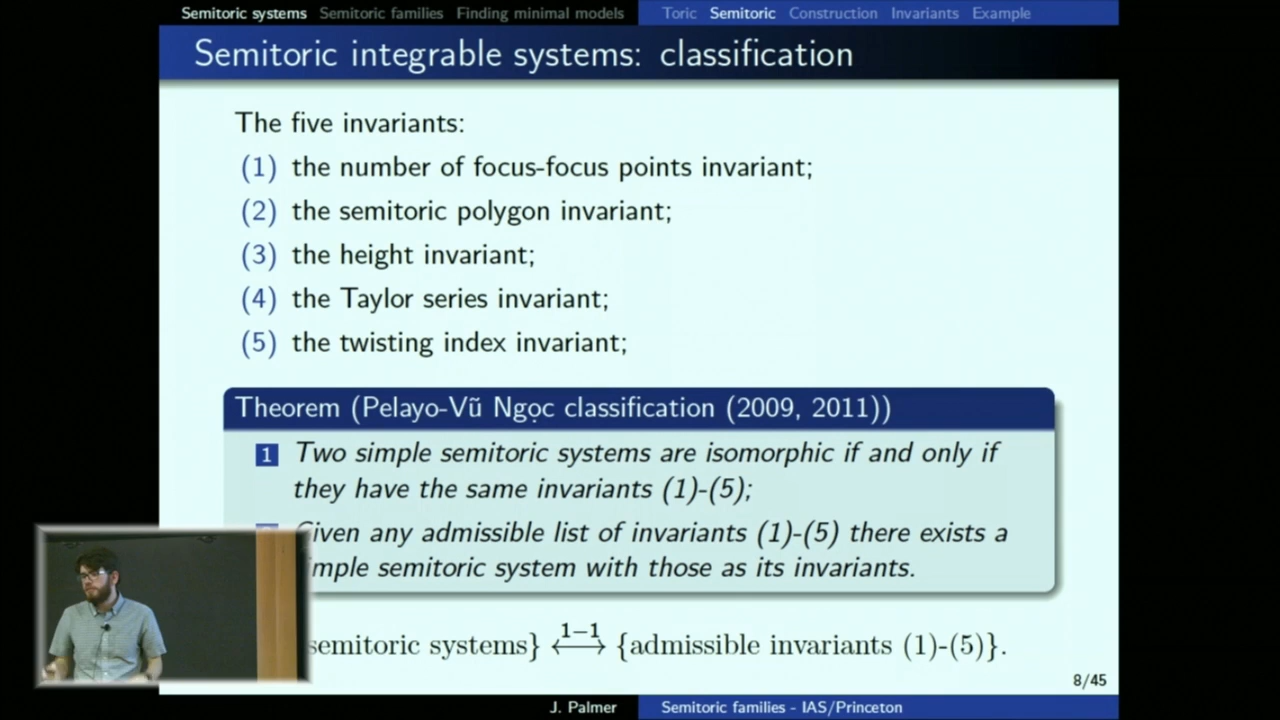 Semitoric systems Semitoric families Finding minimal models Toric Semitoric Construction Invariants Example
Semitoric integrable systems: classification
The five invariants:
(1) the number of focus-focus points invariant;
(2) the semitoric polygon invariant;
(3) the height invariant;
(4) the Taylor series invariant;
(5) the twisting index invariant;
Theorem (Pelayo-Vũ Ngọc classification (2009, 2011))
1 Two simple semitoric systems are isomorphic if and only if
they have the same invariants (1)-(5);
Given any admissible list of invariants (1)-(5) there exists a
simple semitoric system with those as its invariants.
semitoric systems} 1−1 ⟷ {admissible invariants (1)-(5)}.
8/45
J. Palmer Semitoric families - IAS/Princeton